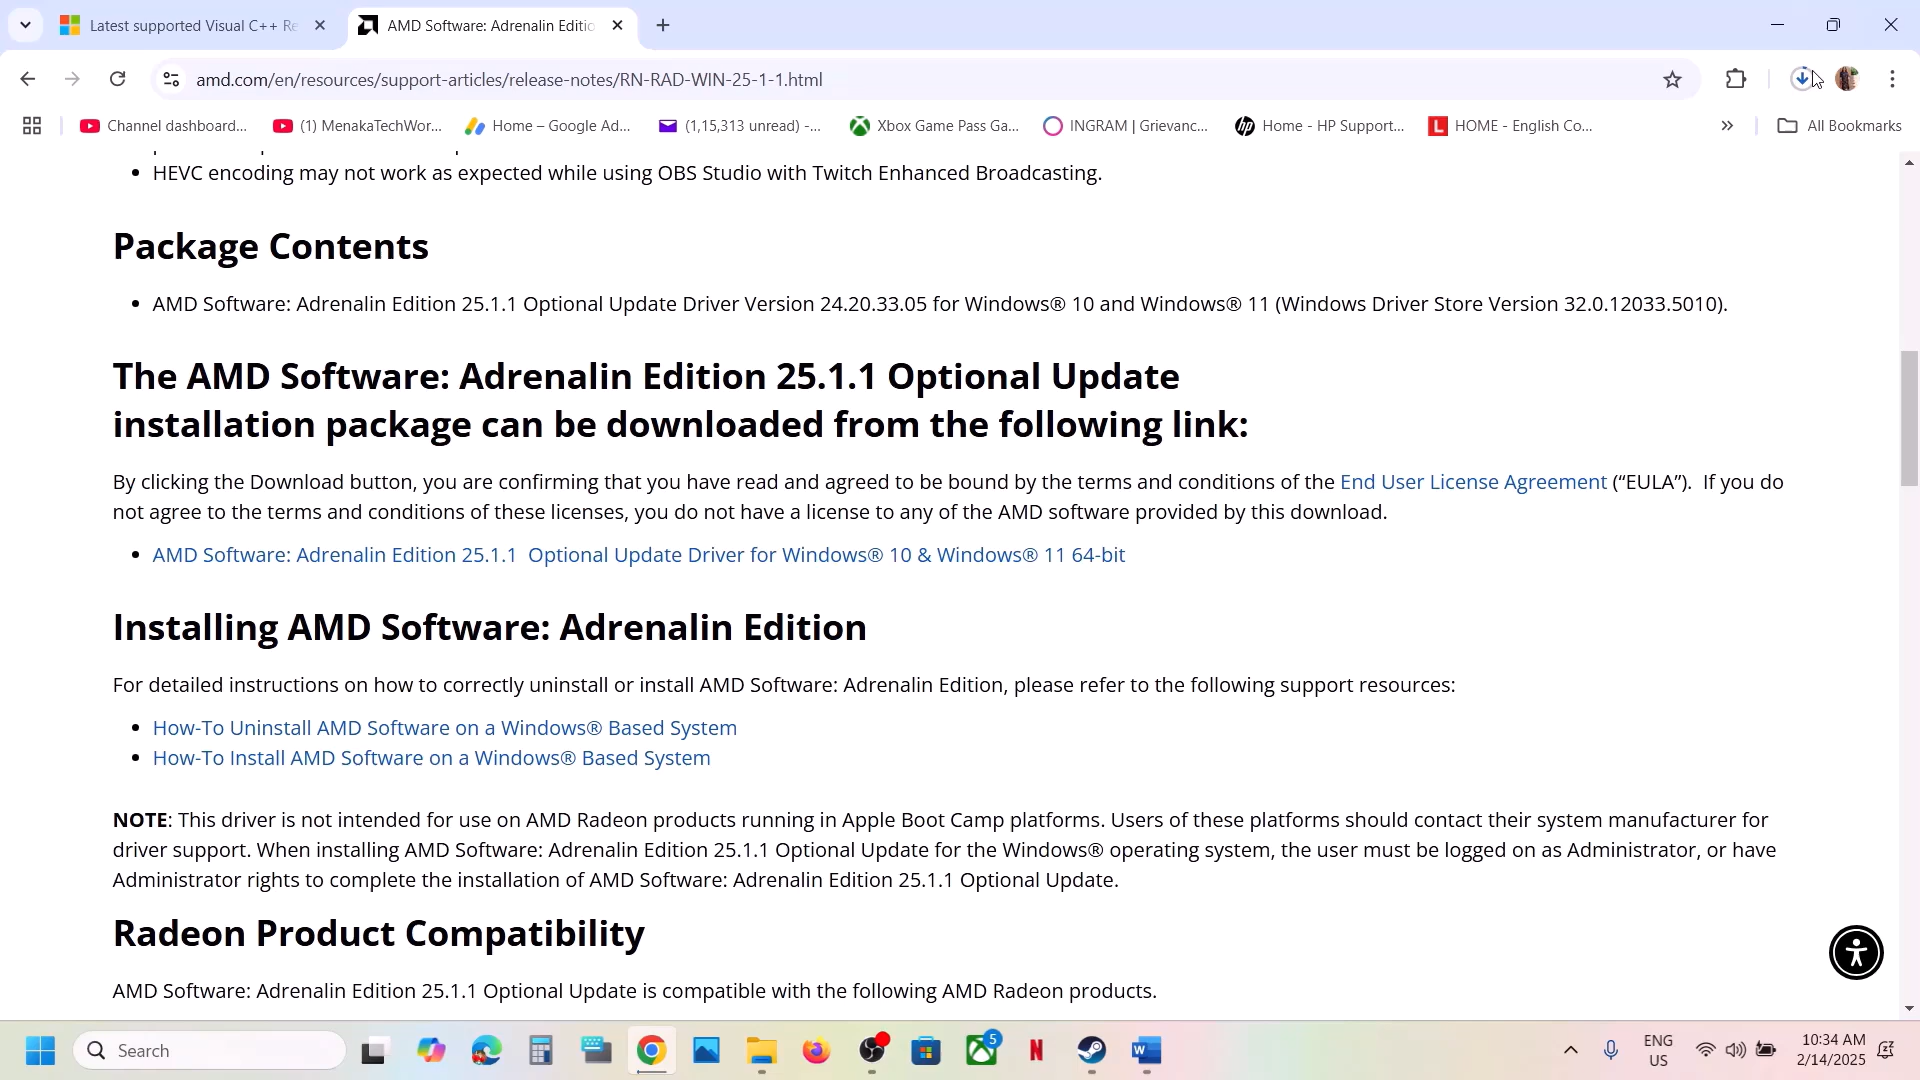 Latest supported Visual C++ Re
AMD Software: Adrenalin Editio
amd.com/en/resources/support-articles/release-notes/RN-RAD-WIN-25-1-1.html
Channel dashboard...
(1) MenakaTechWor...
Home – Google Ad...
(1,15,313 unread) -...
Xbox Game Pass Ga...
INGRAM | Grievanc...
Home - HP Support...
HOME - English Co...
All Bookmarks
• HEVC encoding may not work as expected while using OBS Studio with Twitch Enhanced Broadcasting.
Package Contents
• AMD Software: Adrenalin Edition 25.1.1 Optional Update Driver Version 24.20.33.05 for Windows® 10 and Windows® 11 (Windows Driver Store Version 32.0.12033.5010).
The AMD Software: Adrenalin Edition 25.1.1 Optional Update
installation package can be downloaded from the following link:
By clicking the Download button, you are confirming that you have read and agreed to be bound by the terms and conditions of the End User License Agreement (“EULA”).  If you do
not agree to the terms and conditions of these licenses, you do not have a license to any of the AMD software provided by this download.
• AMD Software: Adrenalin Edition 25.1.1  Optional Update Driver for Windows® 10 & Windows® 11 64-bit
Installing AMD Software: Adrenalin Edition
For detailed instructions on how to correctly uninstall or install AMD Software: Adrenalin Edition, please refer to the following support resources:
• How-To Uninstall AMD Software on a Windows® Based System
• How-To Install AMD Software on a Windows® Based System
NOTE: This driver is not intended for use on AMD Radeon products running in Apple Boot Camp platforms. Users of these platforms should contact their system manufacturer for
driver support. When installing AMD Software: Adrenalin Edition 25.1.1 Optional Update for the Windows® operating system, the user must be logged on as Administrator, or have
Administrator rights to complete the installation of AMD Software: Adrenalin Edition 25.1.1 Optional Update.
Radeon Product Compatibility
AMD Software: Adrenalin Edition 25.1.1 Optional Update is compatible with the following AMD Radeon products.
Search
5
ENG
US
10:34 AM
2/14/2025